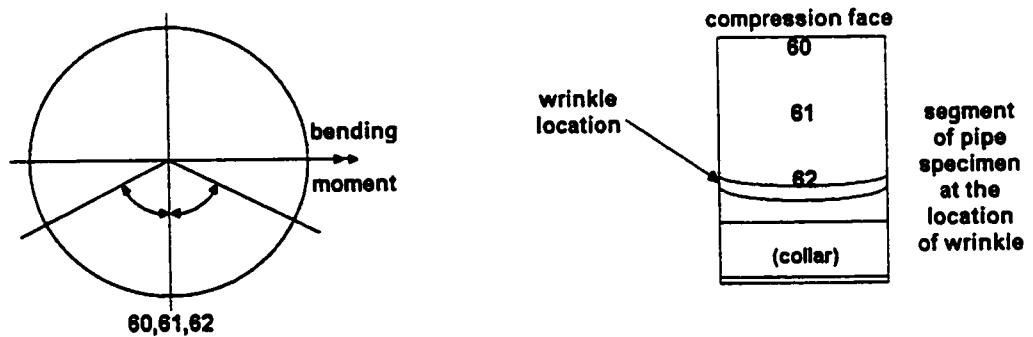 bending
moment
60,61,62
compression face
60
wrinkle
location
61
62
(collar)
segment
of pipe
specimen
at the
location
of wrinkle